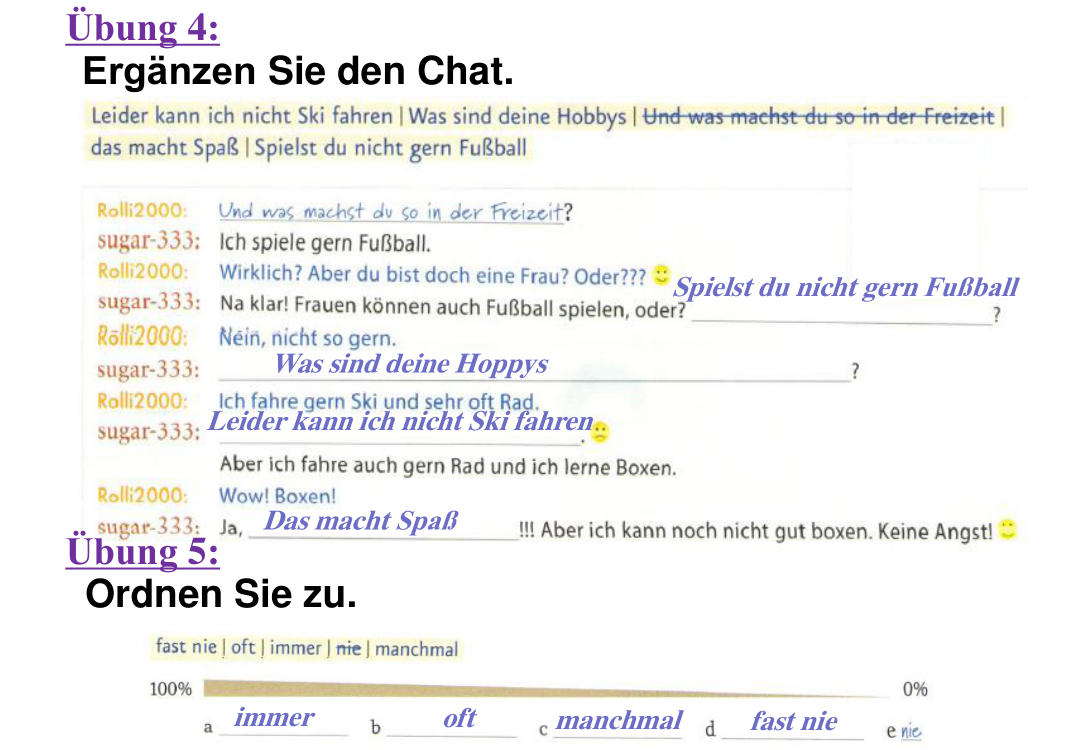 Übung 4:
Ergänzen Sie den Chat.
Leider kann ich nicht Ski fahren | Was sind deine Hobbys | Und was machst du so in der Freizeit |
das macht Spaß | Spielst du nicht gern Fußball
Rolli2000: Und was machst du so in der Freizeit?
sugar-333: Ich spiele gern Fußball.
Rolli2000: Wirklich? Aber du bist doch eine Frau? Oder???
sugar-333: Na klar! Frauen können auch Fußball spielen, oder? Spielst du nicht gern Fußball?
Rolli2000: Nein, nicht so gern.
sugar-333: Was sind deine Hoppys?
Rolli2000: Ich fahre gern Ski und sehr oft Rad.
sugar-333: Leider kann ich nicht Ski fahren.
Aber ich fahre auch gern Rad und ich lerne Boxen.
Rolli2000: Wow! Boxen!
sugar-333: Ja, Das macht Spaß!!! Aber ich kann noch nicht gut boxen. Keine Angst!
Übung 5:
Ordnen Sie zu.
fast nie | oft | immer | nie | manchmal
100% 0%
a immer b oft c manchmal d fast nie e nie